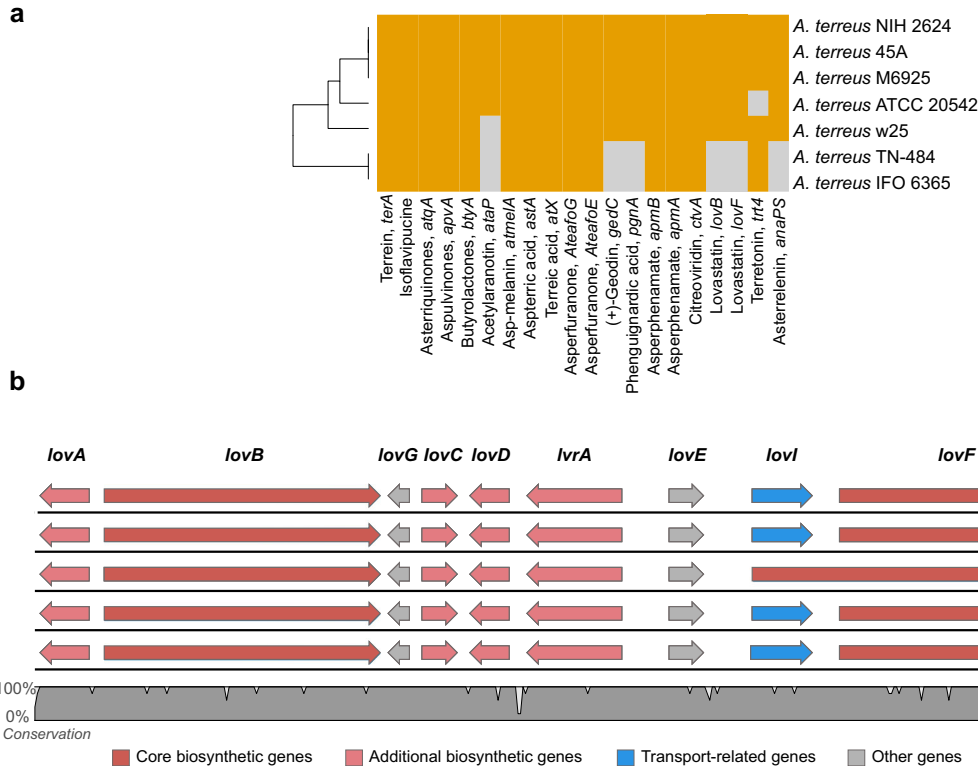 a
A. terreus NIH 2624
A. terreus 45A
A. terreus M6925
A. terreus ATCC 20542
A. terreus w25
A. terreus TN-484
A. terreus IFO 6365
Terrein, terA
Isoflavipucine
Asterriquinones, atqA
Aspulvinones, apvA
Butyrolactones, btyA
Acetylaranotin, ataP
Asp-melanin, atmelA
Aspterric acid, astA
Terreic acid, atX
Asperfuranone, AteafoG
Asperfuranone, AteafoE
(+)-Geodin, gedC
Phenguignardic acid, pgnA
Asperphenamate, apmB
Asperphenamate, apmA
Citreoviridin, ctvA
Lovastatin, lovB
Lovastatin, lovF
Terretonin, trt4
Asterrelenin, anaPS
b
lovA lovB lovG lovC lovD lvrA lovE lovI lovF
100%
0%
Conservation
Core biosynthetic genes Additional biosynthetic genes Transport-related genes Other genes